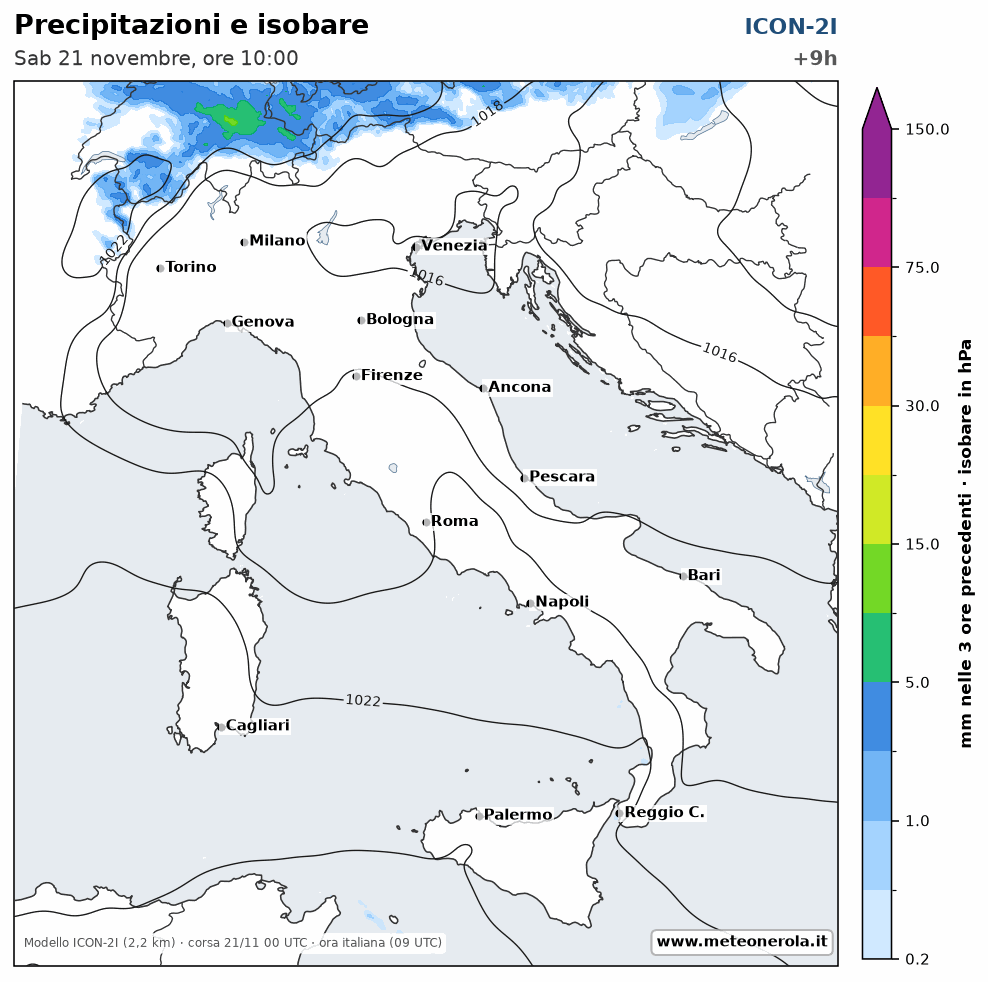 Precipitazioni e isobare
ICON-2I
Sab 21 novembre, ore 10:00
+9h
1018
1022
Milano
Venezia
Torino
1016
Genova
Bologna
1016
Firenze
Ancona
Pescara
Roma
Bari
Napoli
1022
Cagliari
Palermo
Reggio C.
Modello ICON-2I (2,2 km) · corsa 21/11 00 UTC · ora italiana (09 UTC)
www.meteonerola.it
150.0
75.0
30.0
15.0
5.0
1.0
0.2
mm nelle 3 ore precedenti · isobare in hPa